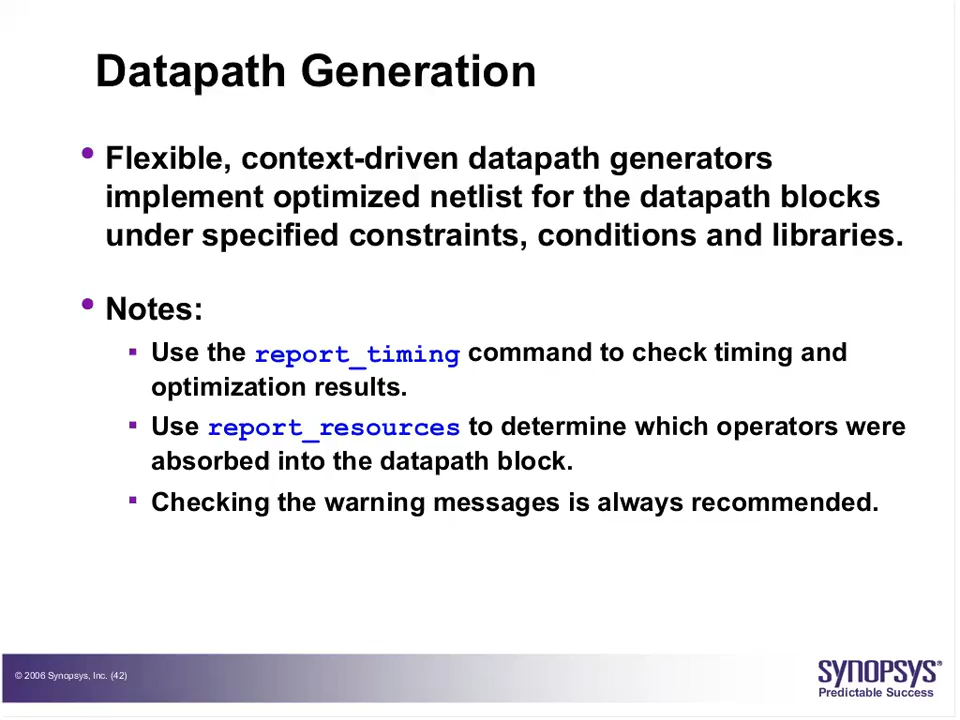 Datapath Generation
• Flexible, context-driven datapath generators
implement optimized netlist for the datapath blocks
under specified constraints, conditions and libraries.
• Notes:
▪ Use the report_timing command to check timing and
optimization results.
▪ Use report_resources to determine which operators were
absorbed into the datapath block.
▪ Checking the warning messages is always recommended.
© 2006 Synopsys, Inc. (42)
SYNOPSYS®
Predictable Success